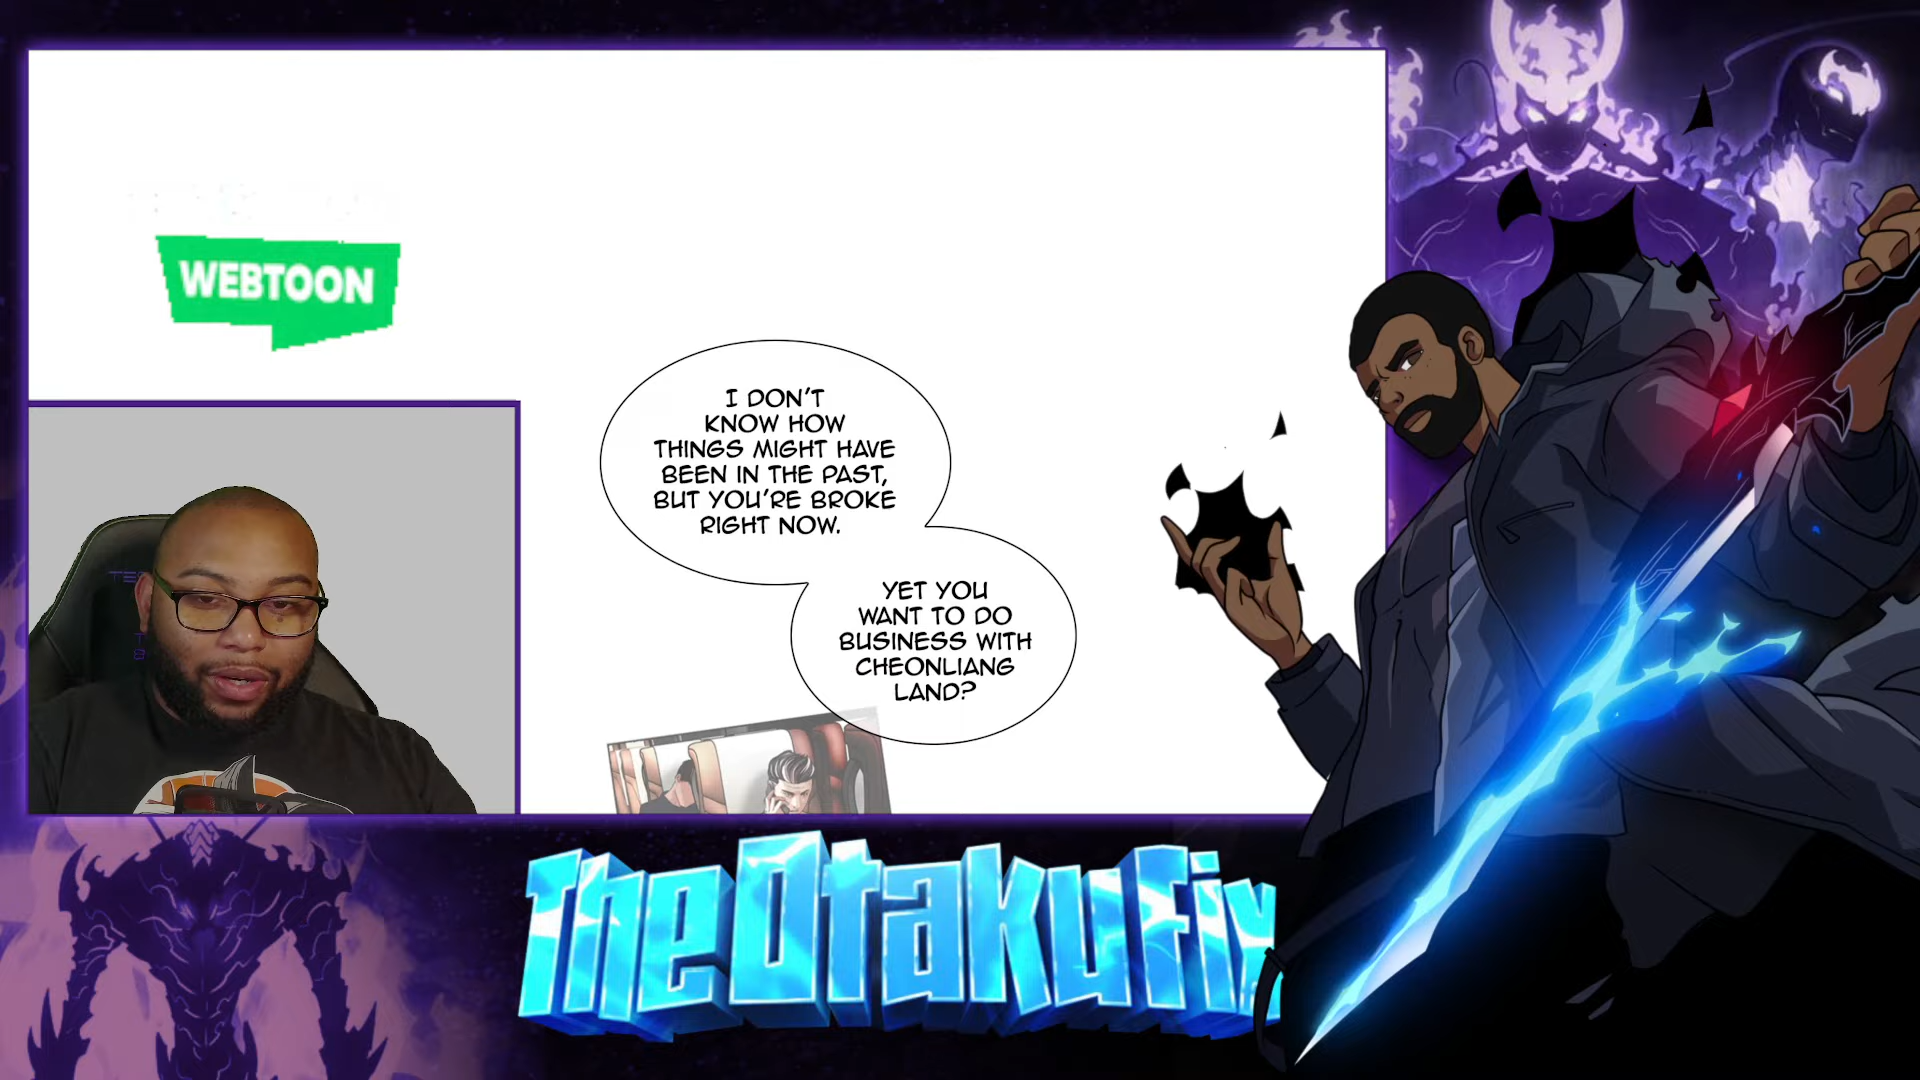 WEBTOON
I DON'T
KNOW HOW
THINGS MIGHT HAVE
BEEN IN THE PAST,
BUT YOU'RE BROKE
RIGHT NOW.
YET YOU
WANT TO DO
BUSINESS WITH
CHEONLIANG
LAND?
TheOtakuFix